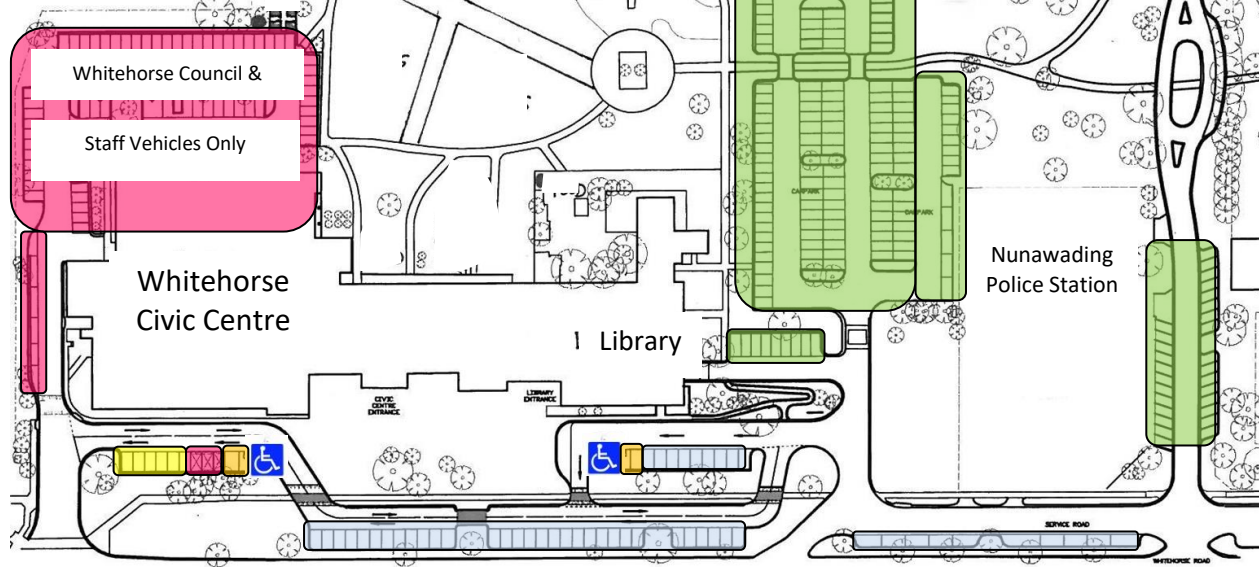 Whitehorse Council &
Staff Vehicles Only
CARPARK
CARPARK
Nunawading
Police Station
Whitehorse
Civic Centre
Library
CIVIC
CENTRE
ENTRANCE
LIBRARY
ENTRANCE
SERVICE ROAD
WHITEHORSE ROAD